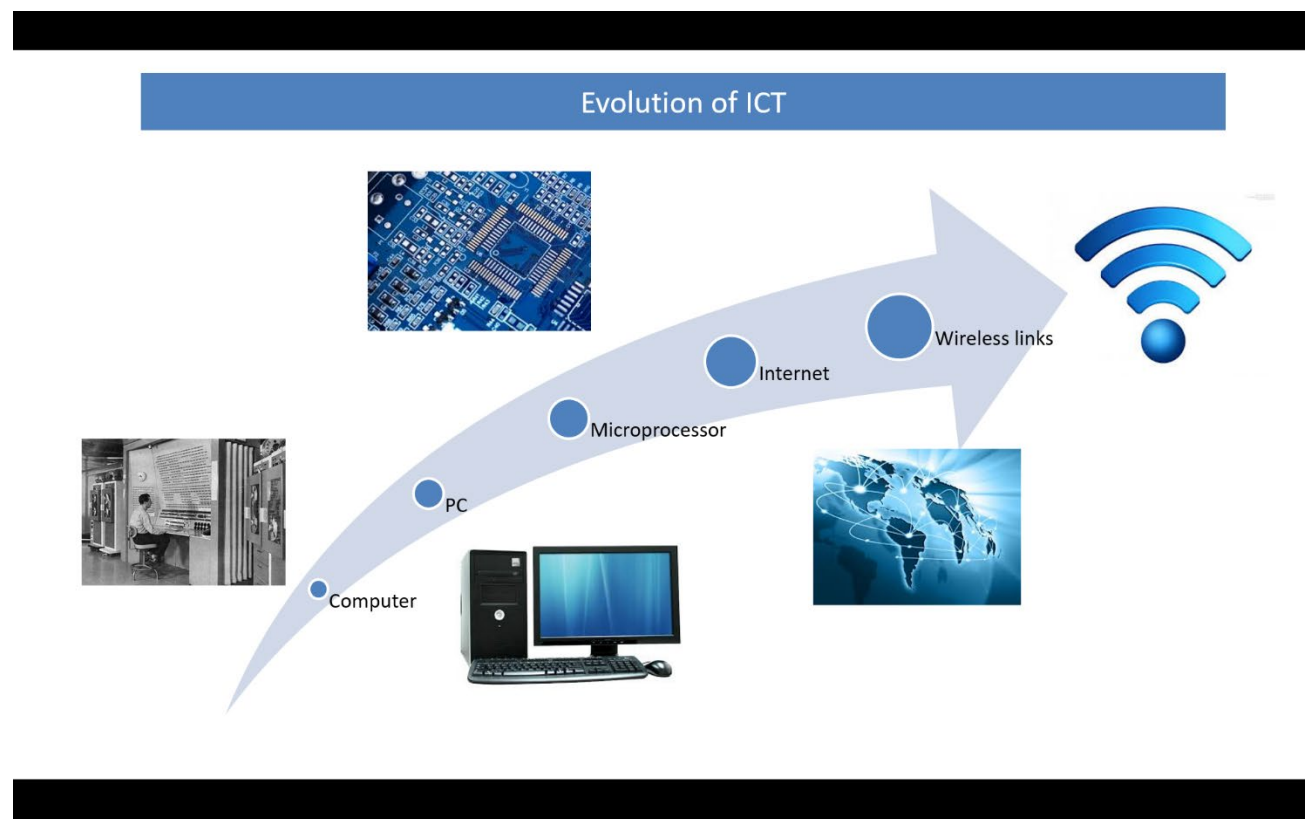 Evolution of ICT
Wireless links
Internet
Microprocessor
PC
Computer